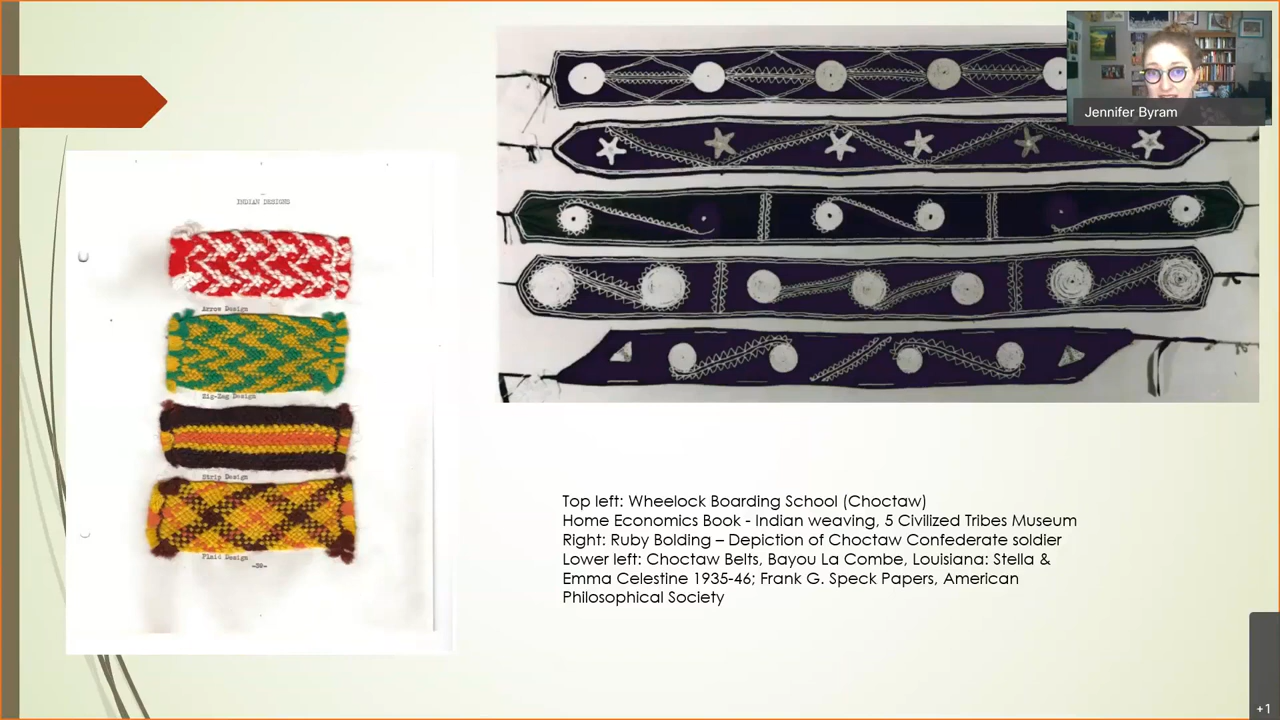 Jennifer Byram
INDIAN DESIGNS
Arrow Design
Zig-Zag Design
Strip Design
Plaid Design
-30-
Top left: Wheelock Boarding School (Choctaw)
Home Economics Book - Indian weaving, 5 Civilized Tribes Museum
Right: Ruby Bolding – Depiction of Choctaw Confederate soldier
Lower left: Choctaw Belts, Bayou La Combe, Louisiana: Stella &
Emma Celestine 1935-46; Frank G. Speck Papers, American
Philosophical Society
+1